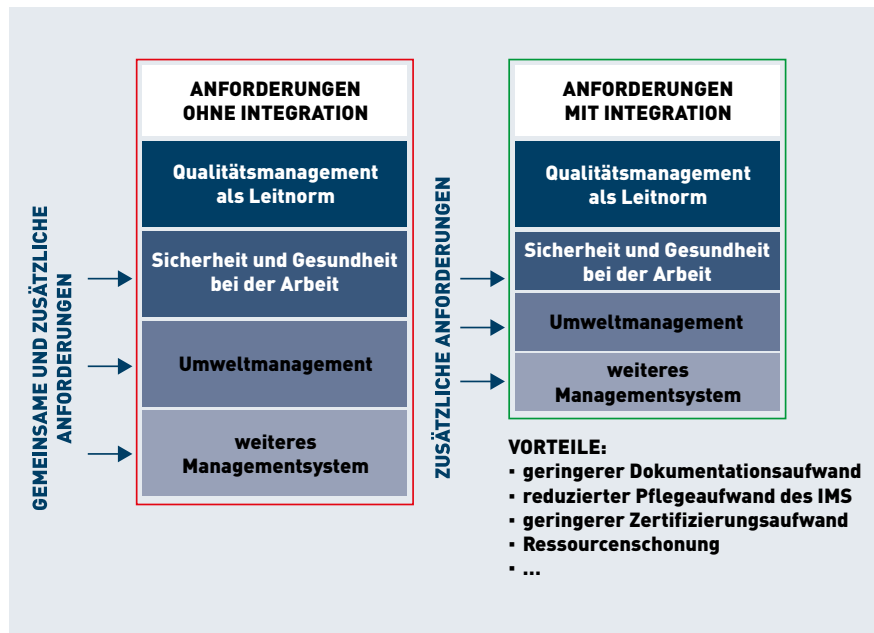 GEMEINSAME UND ZUSÄTZLICHE
ANFORDERUNGEN
ANFORDERUNGEN
OHNE INTEGRATION
Qualitätsmanagement
als Leitnorm
Sicherheit und Gesundheit
bei der Arbeit
Umweltmanagement
weiteres
Managementsystem
ZUSÄTZLICHE ANFORDERUNGEN
ANFORDERUNGEN
MIT INTEGRATION
Qualitätsmanagement
als Leitnorm
Sicherheit und Gesundheit
bei der Arbeit
Umweltmanagement
weiteres
Managementsystem
VORTEILE:
▪ geringerer Dokumentationsaufwand
▪ reduzierter Pflegeaufwand des IMS
▪ geringerer Zertifizierungsaufwand
▪ Ressourcenschonung
▪ ...